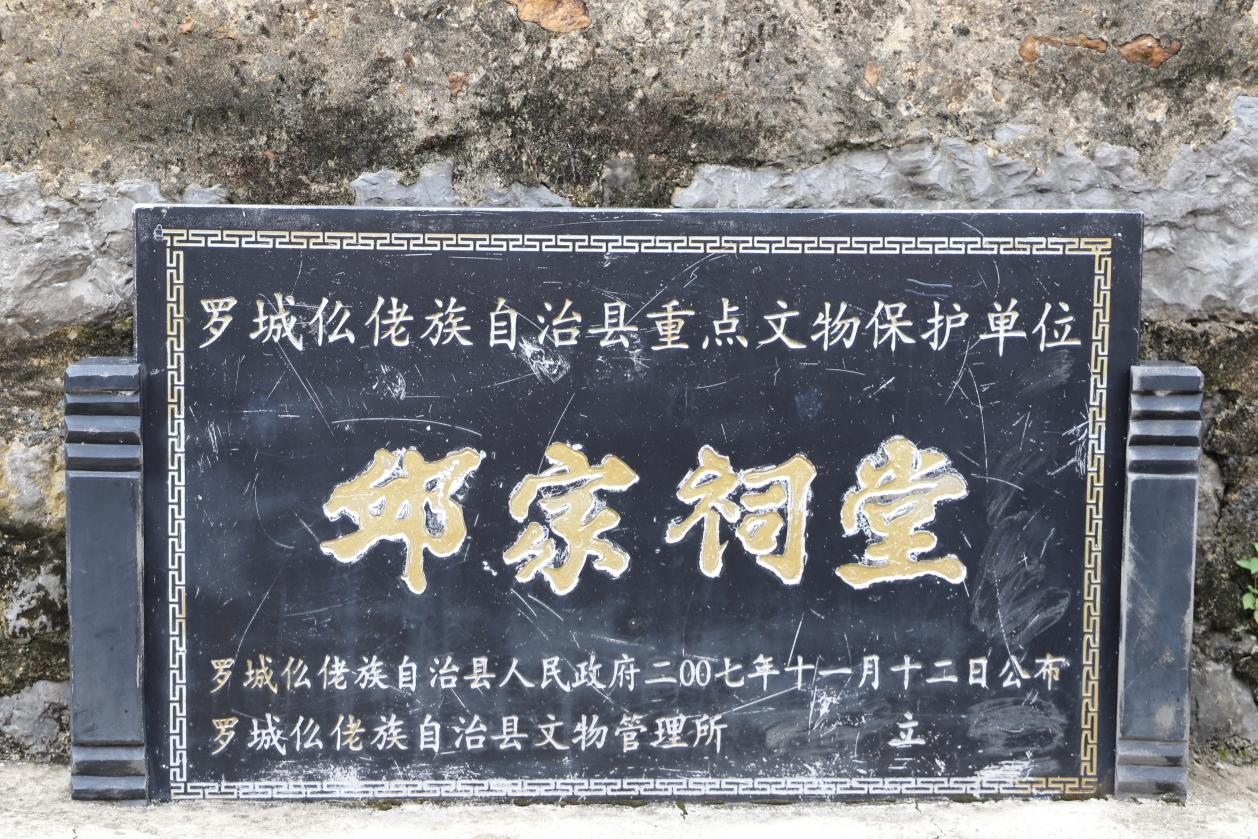 罗城仫佬族自治县重点文物保护单位
邬家祠堂
罗城仫佬族自治县人民政府二00七年十一月十二日公布
罗城仫佬族自治县文物管理所 立